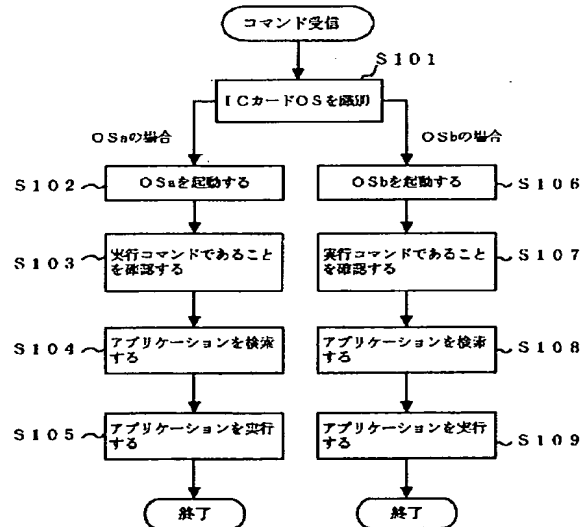 コマンド受信
S101
ICカードOSを識別
OSaの場合
OSbの場合
S102
OSaを起動する
OSbを起動する
S106
S103
実行コマンドであること
を確認する
実行コマンドであること
を確認する
S107
S104
アプリケーションを検索
する
アプリケーションを検索
する
S108
S105
アプリケーションを実行
する
アプリケーションを実行
する
S109
終了
終了